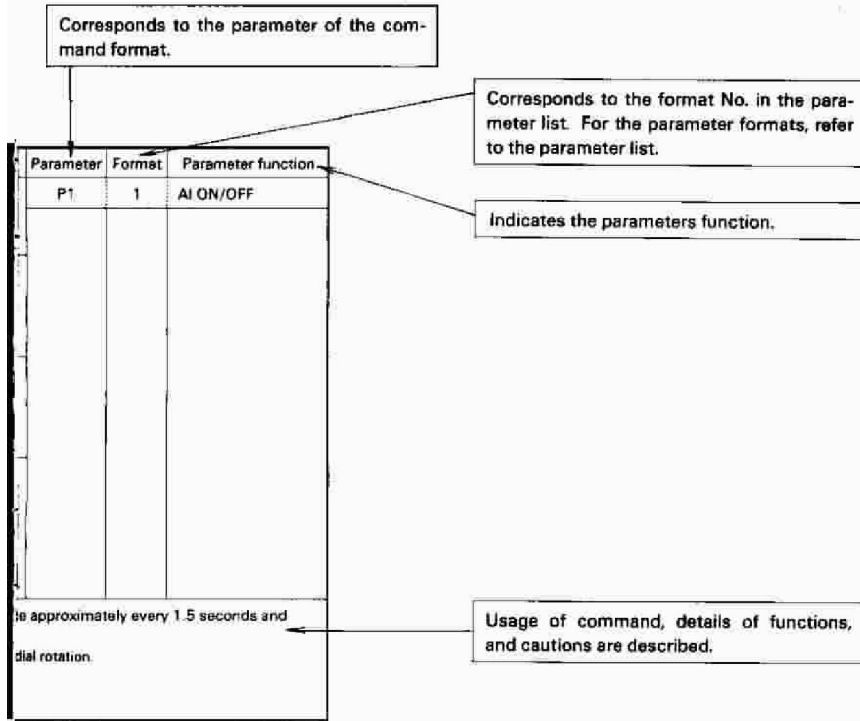 Corresponds to the parameter of the com-
mand format.
Corresponds to the format No. in the para-
meter list. For the parameter formats, refer
to the parameter list.
Parameter Format Parameter function
P1 1 AI ON/OFF
Indicates the parameters function.
approximately every 1.5 seconds and
dial rotation.
Usage of command, details of functions,
and cautions are described.